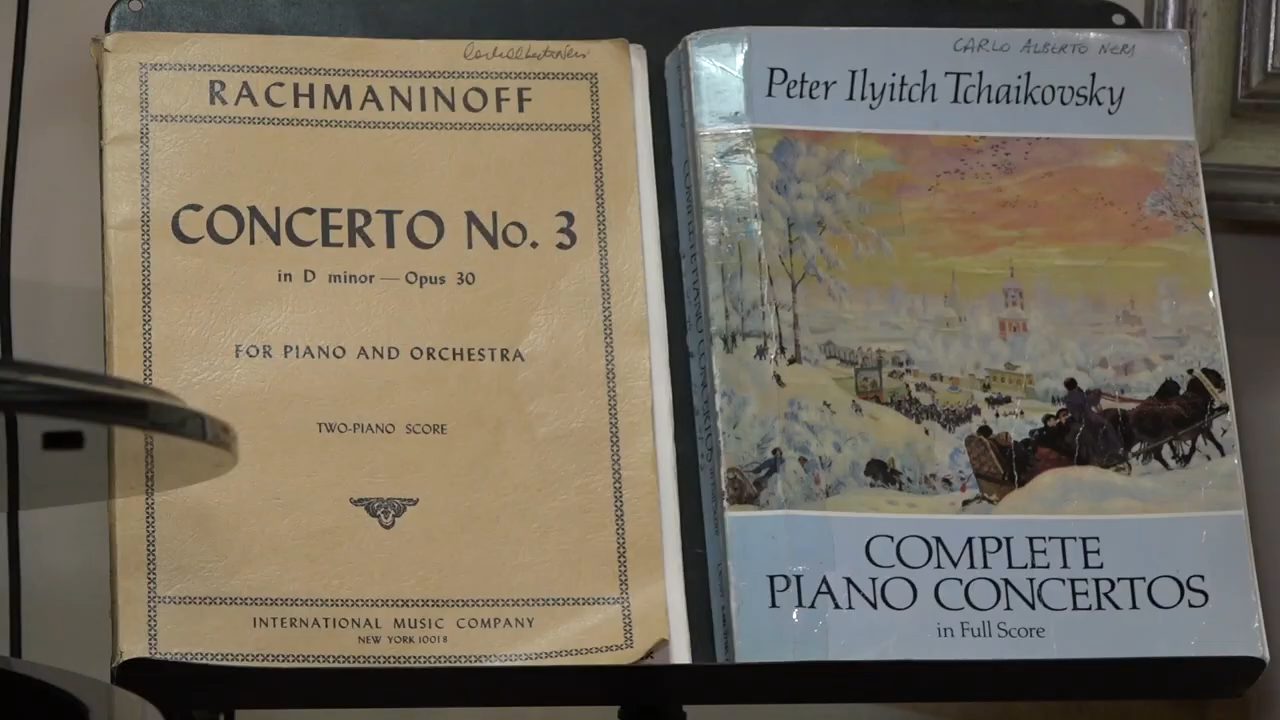 RACHMANINOFF
CONCERTO No. 3
in D minor — Opus 30
FOR PIANO AND ORCHESTRA
TWO-PIANO SCORE
INTERNATIONAL MUSIC COMPANY
NEW YORK 10018
CARLO ALBERTO NERI
Peter Ilyitch Tchaikovsky
COMPLETE
PIANO CONCERTOS
in Full Score